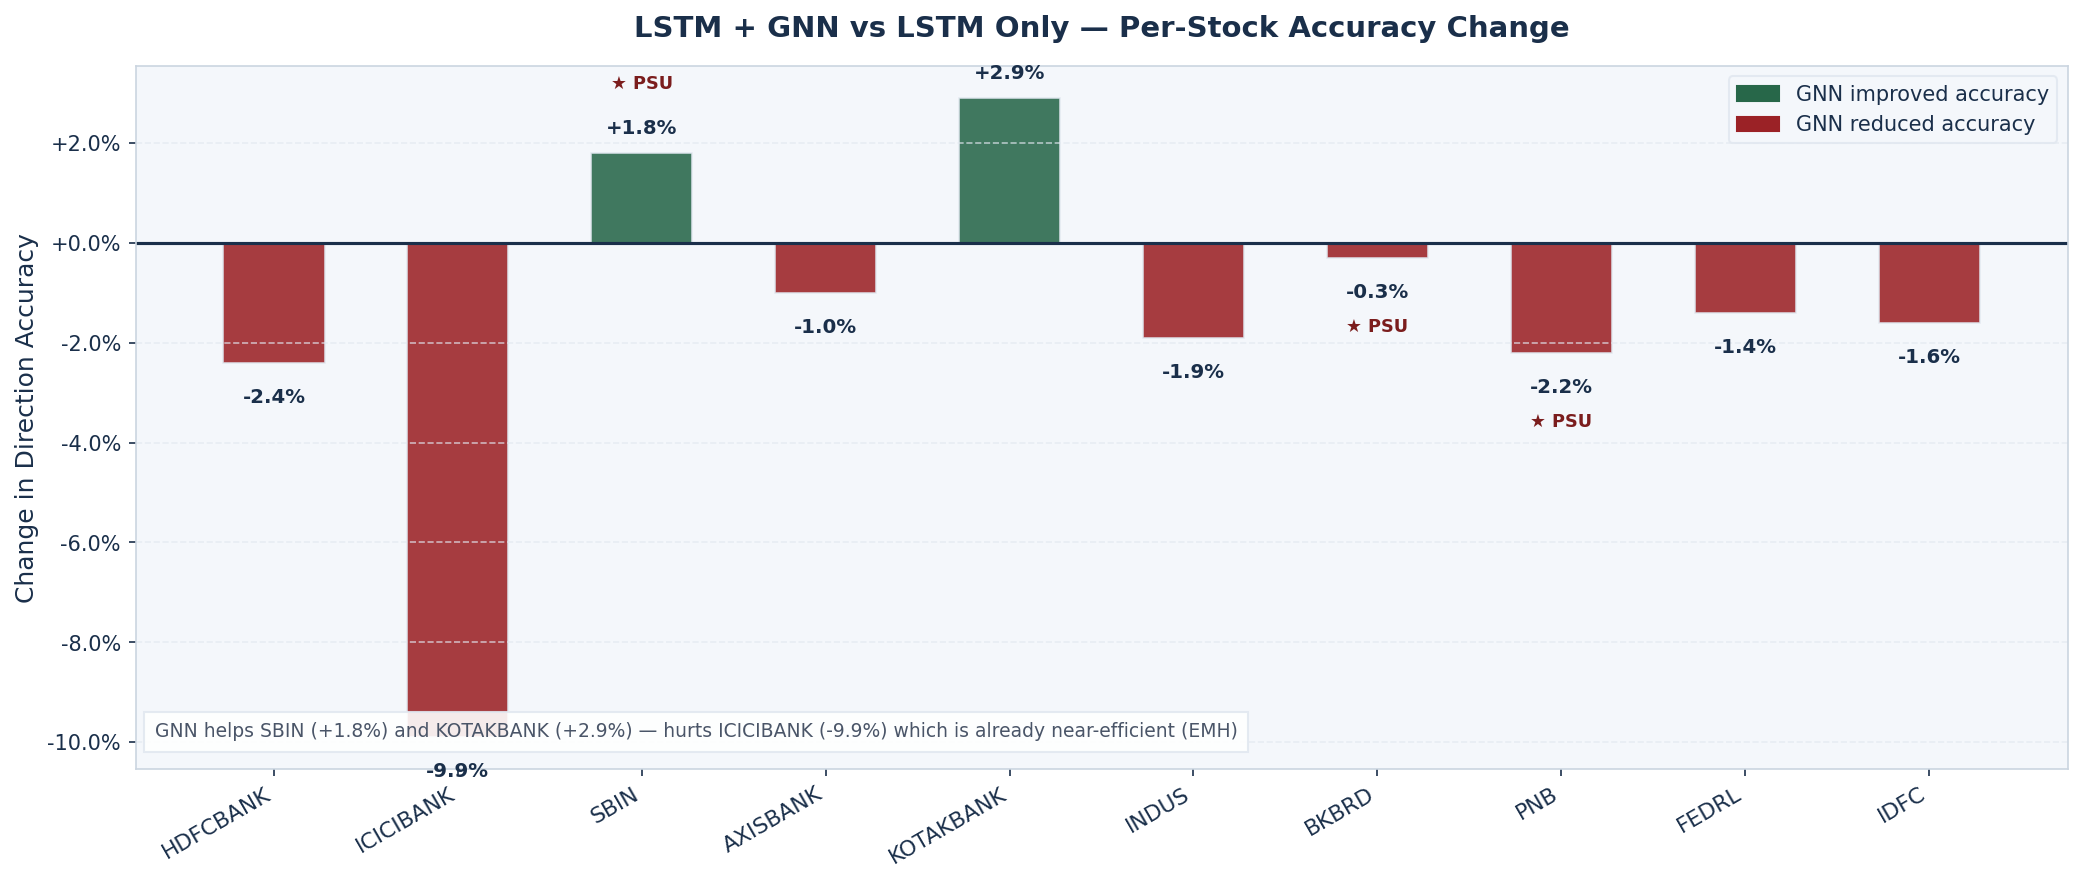 LSTM + GNN vs LSTM Only — Per-Stock Accuracy Change
Change in Direction Accuracy
+2.0%
+0.0%
-2.0%
-4.0%
-6.0%
-8.0%
-10.0%
GNN improved accuracy
GNN reduced accuracy
-2.4%
-9.9%
★ PSU
+1.8%
-1.0%
+2.9%
-1.9%
-0.3%
★ PSU
-2.2%
★ PSU
-1.4%
-1.6%
GNN helps SBIN (+1.8%) and KOTAKBANK (+2.9%) — hurts ICICIBANK (-9.9%) which is already near-efficient (EMH)
HDFCBANK
ICICIBANK
SBIN
AXISBANK
KOTAKBANK
INDUS
BKBRD
PNB
FEDRL
IDFC